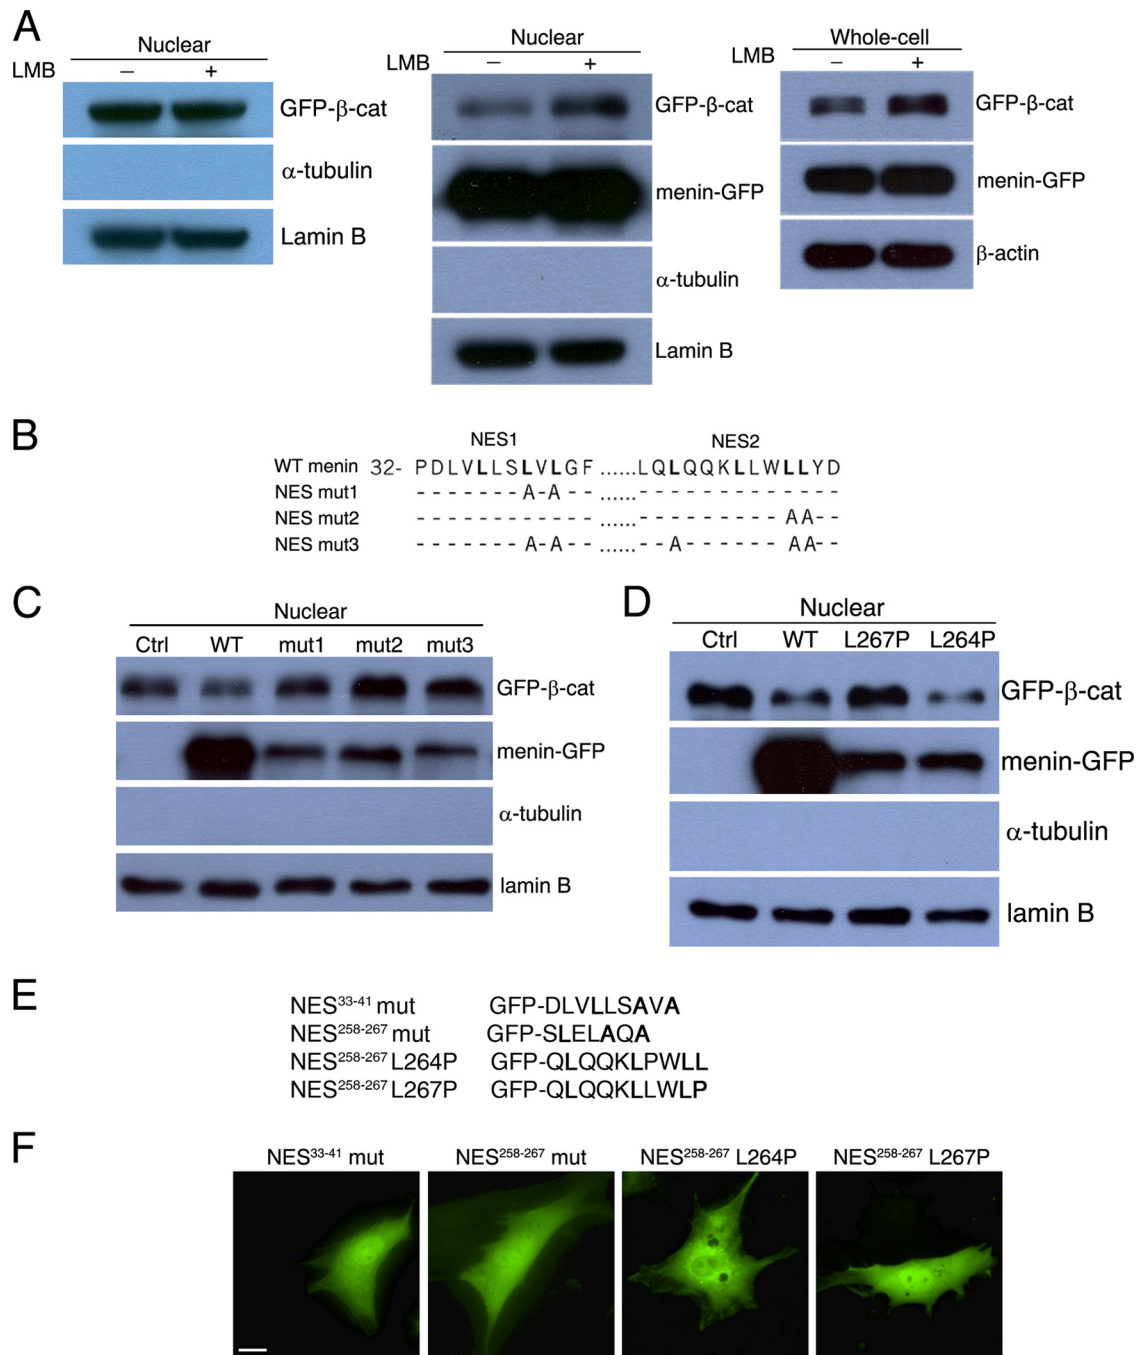 A
Nuclear
LMB − +
GFP-β-cat
α-tubulin
Lamin B
Nuclear
LMB − +
GFP-β-cat
menin-GFP
α-tubulin
Lamin B
Whole-cell
LMB − +
GFP-β-cat
menin-GFP
β-actin
B
NES1 NES2
WT menin 32- PDLVLLSLVLGF ......LQLQQKLLWLLYD
NES mut1 - - - - - - - A-A- - ...... - - - - - - - - - - - - -
NES mut2 - - - - - - - - - - - - ...... - - - - - - - - - AA- -
NES mut3 - - - - - - - A-A- - ...... - - A- - - - - - AA- -
C
Nuclear
Ctrl WT mut1 mut2 mut3
GFP-β-cat
menin-GFP
α-tubulin
lamin B
D
Nuclear
Ctrl WT L267P L264P
GFP-β-cat
menin-GFP
α-tubulin
lamin B
E
NES33-41 mut GFP-DLVLLSAVA
NES258-267 mut GFP-SLELAQA
NES258-267 L264P GFP-QLQQKLPWLL
NES258-267 L267P GFP-QLQQKLLWLP
F
NES33-41 mut NES258-267 mut NES258-267 L264P NES258-267 L267P